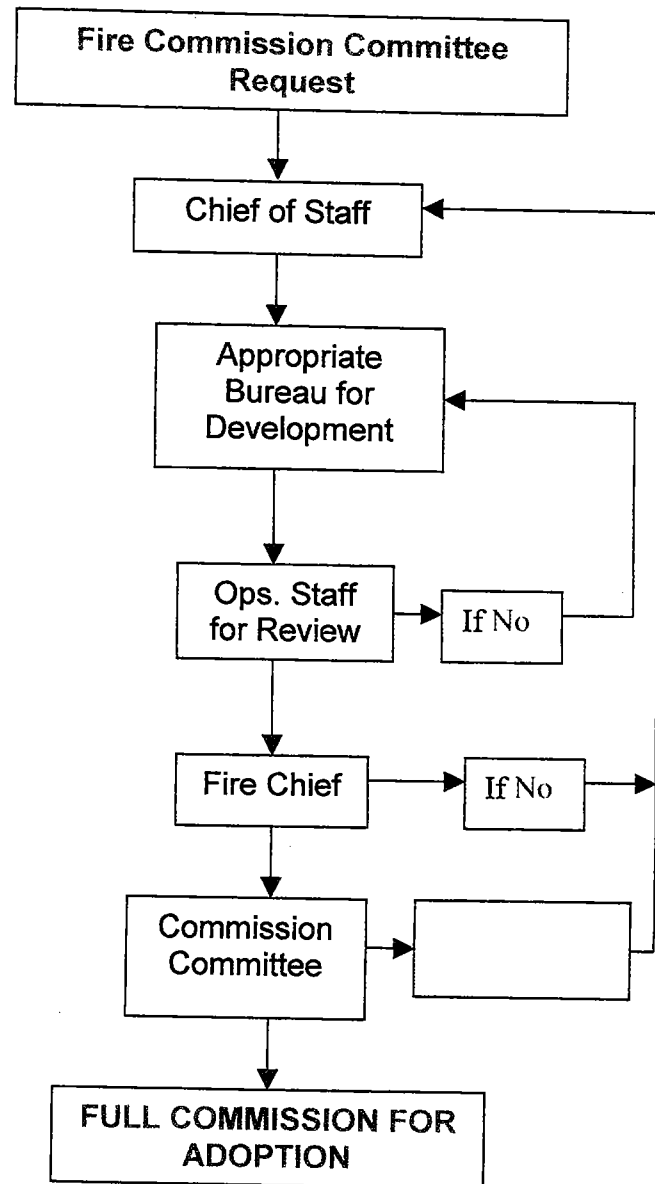 Fire Commission Committee
Request
Chief of Staff
Appropriate
Bureau for
Development
Ops. Staff
for Review
If No
Fire Chief
If No
Commission
Committee
FULL COMMISSION FOR
ADOPTION